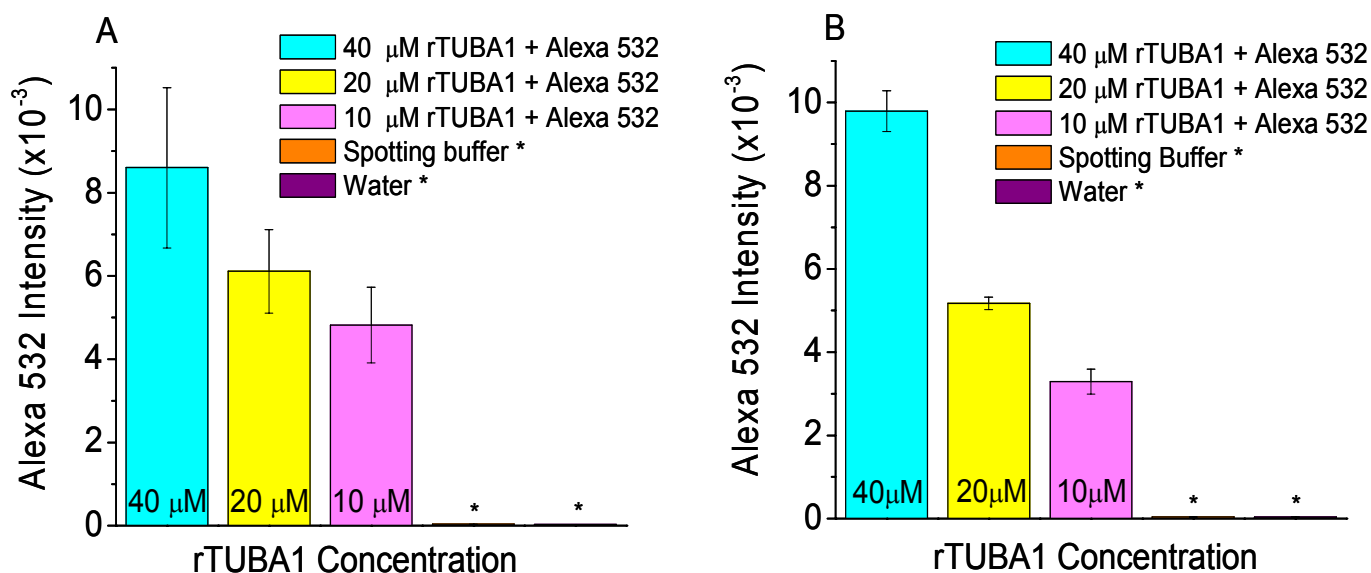 A
40 μM rTUBA1 + Alexa 532
20 μM rTUBA1 + Alexa 532
10 μM rTUBA1 + Alexa 532
Spotting buffer *
Water *
Alexa 532 Intensity (x10⁻³)
10
8
6
4
2
0
40 μM
20 μM
10 μM
*
*
rTUBA1 Concentration
B
40 μM rTUBA1 + Alexa 532
20 μM rTUBA1 + Alexa 532
10 μM rTUBA1 + Alexa 532
Spotting Buffer *
Water *
Alexa 532 Intensity (x10⁻³)
10
8
6
4
2
0
40μM
20μM
10μM
*
*
rTUBA1 Concentration